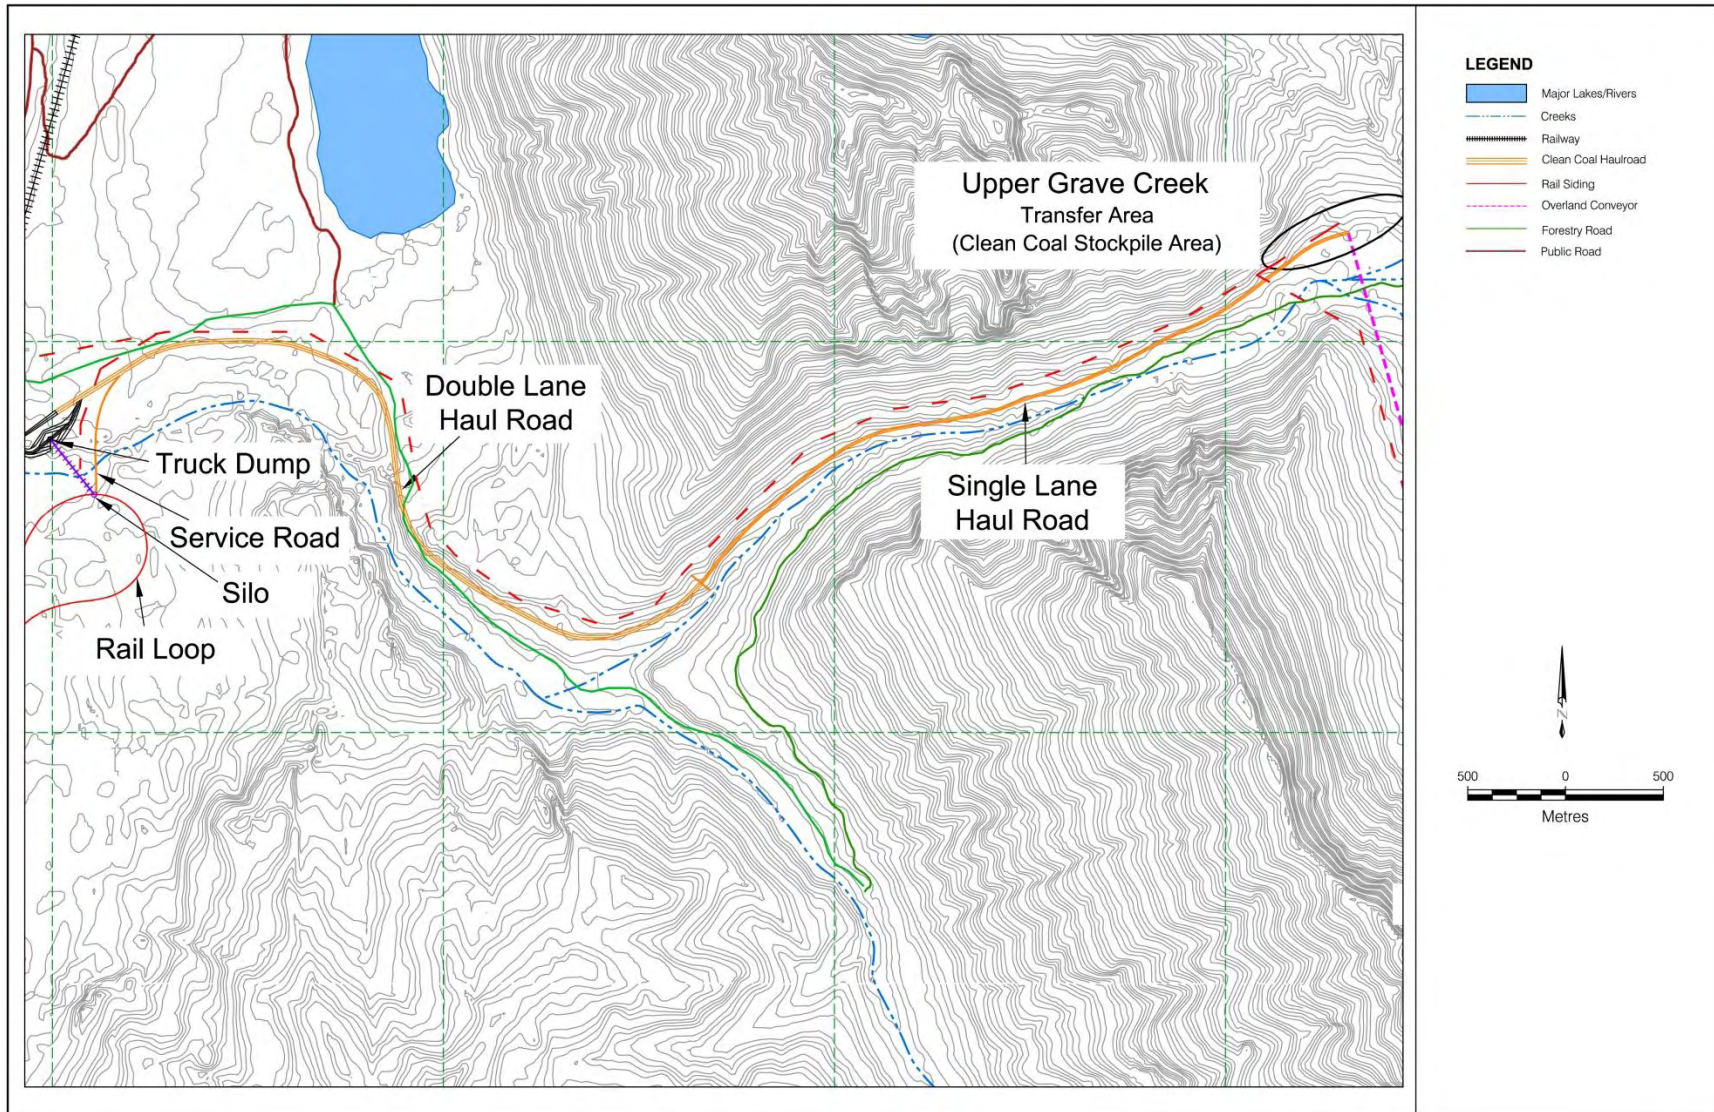 Upper Grave Creek
Transfer Area
(Clean Coal Stockpile Area)
Double Lane
Haul Road
Truck Dump
Service Road
Silo
Rail Loop
Single Lane
Haul Road
LEGEND
Major Lakes/Rivers
Creeks
Railway
Clean Coal Haulroad
Rail Siding
Overland Conveyor
Forestry Road
Public Road
N
500 0 500
Metres